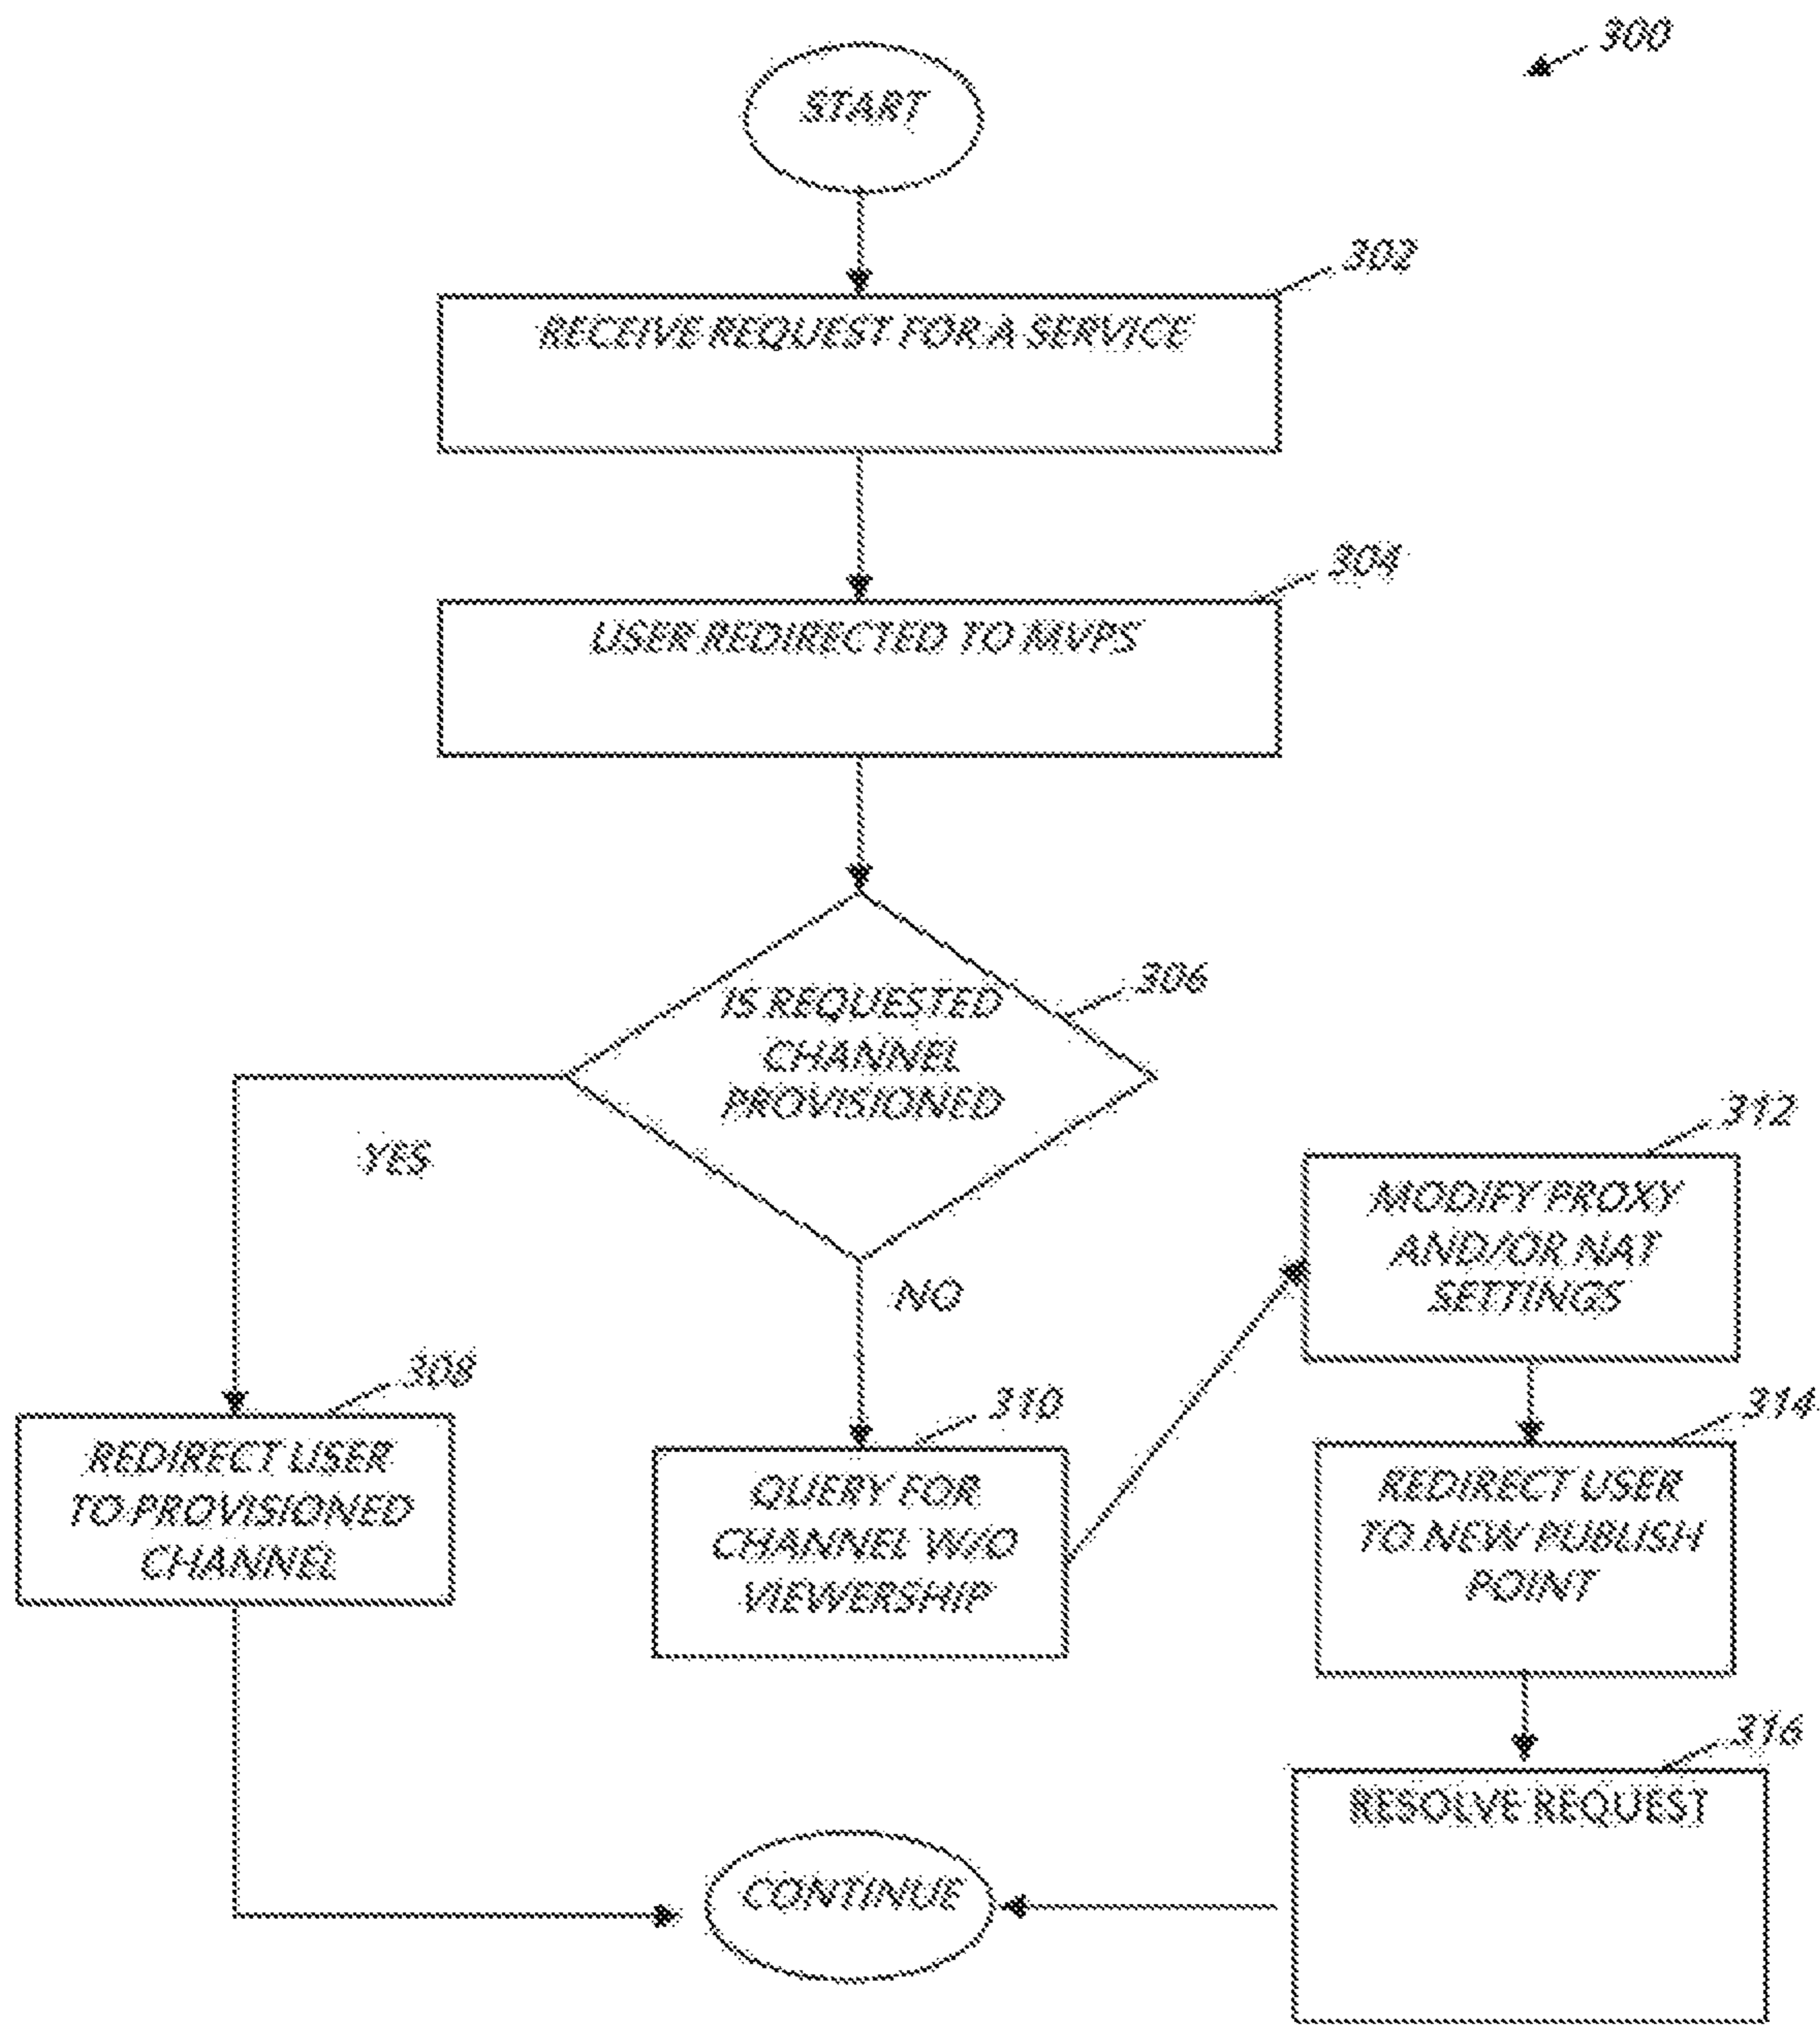 300
START
302
RECEIVE REQUEST FOR A SERVICE
304
USER REDIRECTED TO MVPS
306
IS REQUESTED
CHANNEL
PROVISIONED
YES
NO
308
REDIRECT USER
TO PROVISIONED
CHANNEL
310
QUERY FOR
CHANNEL W/O
VIEWERSHIP
312
MODIFY PROXY
AND/OR NAT
SETTINGS
314
REDIRECT USER
TO NEW PUBLISH
POINT
316
RESOLVE REQUEST
CONTINUE